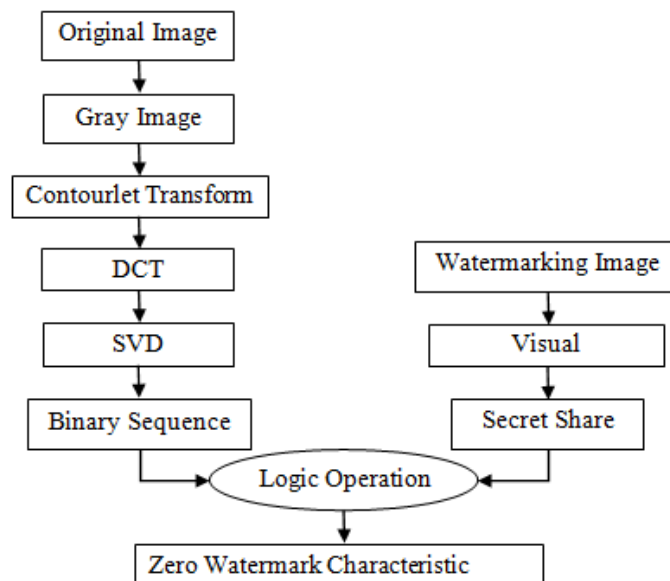 Original Image
Gray Image
Contourlet Transform
DCT
SVD
Binary Sequence
Watermarking Image
Visual
Secret Share
Logic Operation
Zero Watermark Characteristic